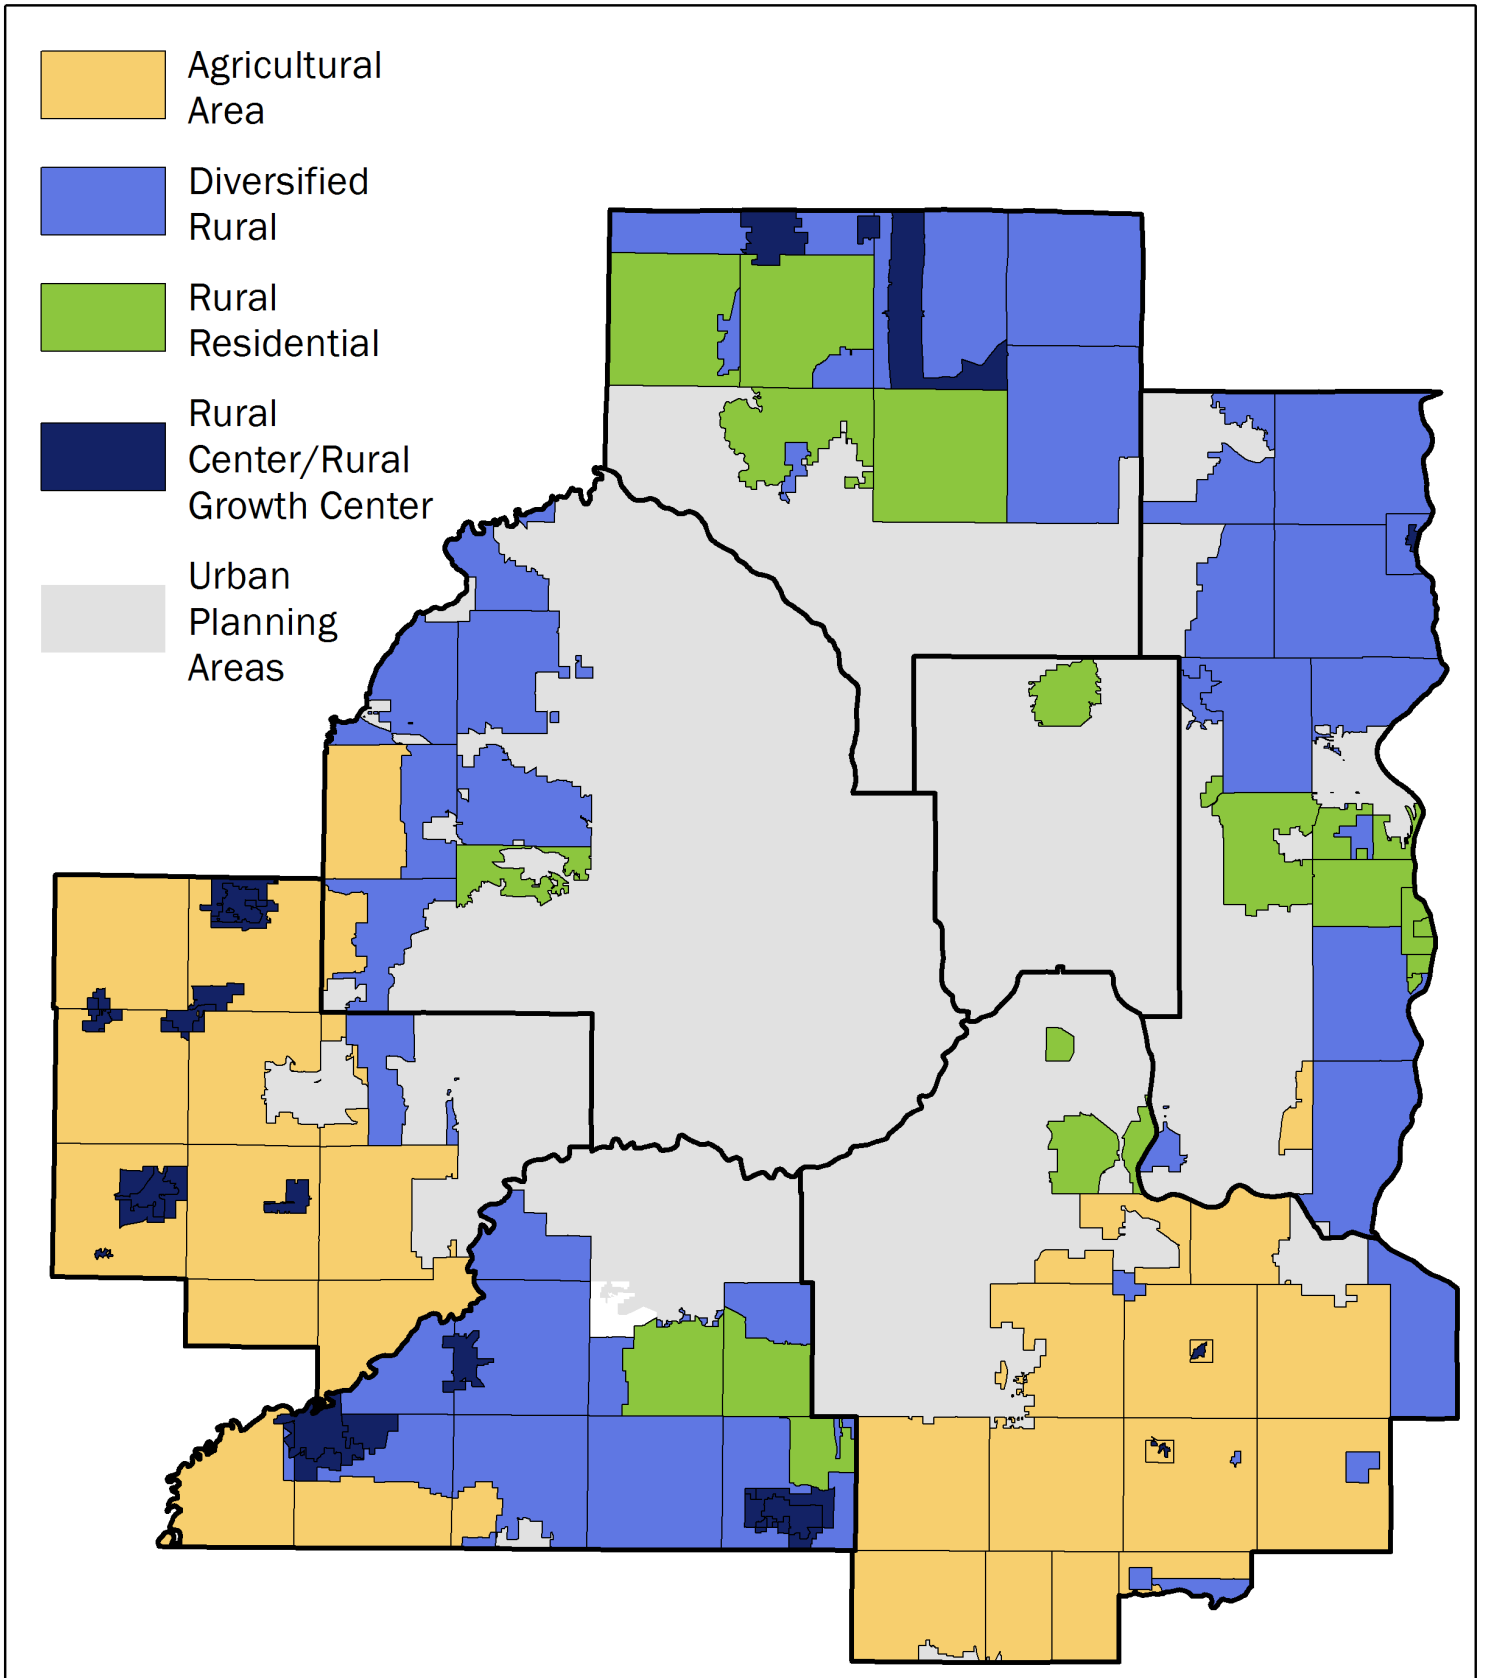 Agricultural
Area
Diversified
Rural
Rural
Residential
Rural
Center/Rural
Growth Center
Urban
Planning
Areas